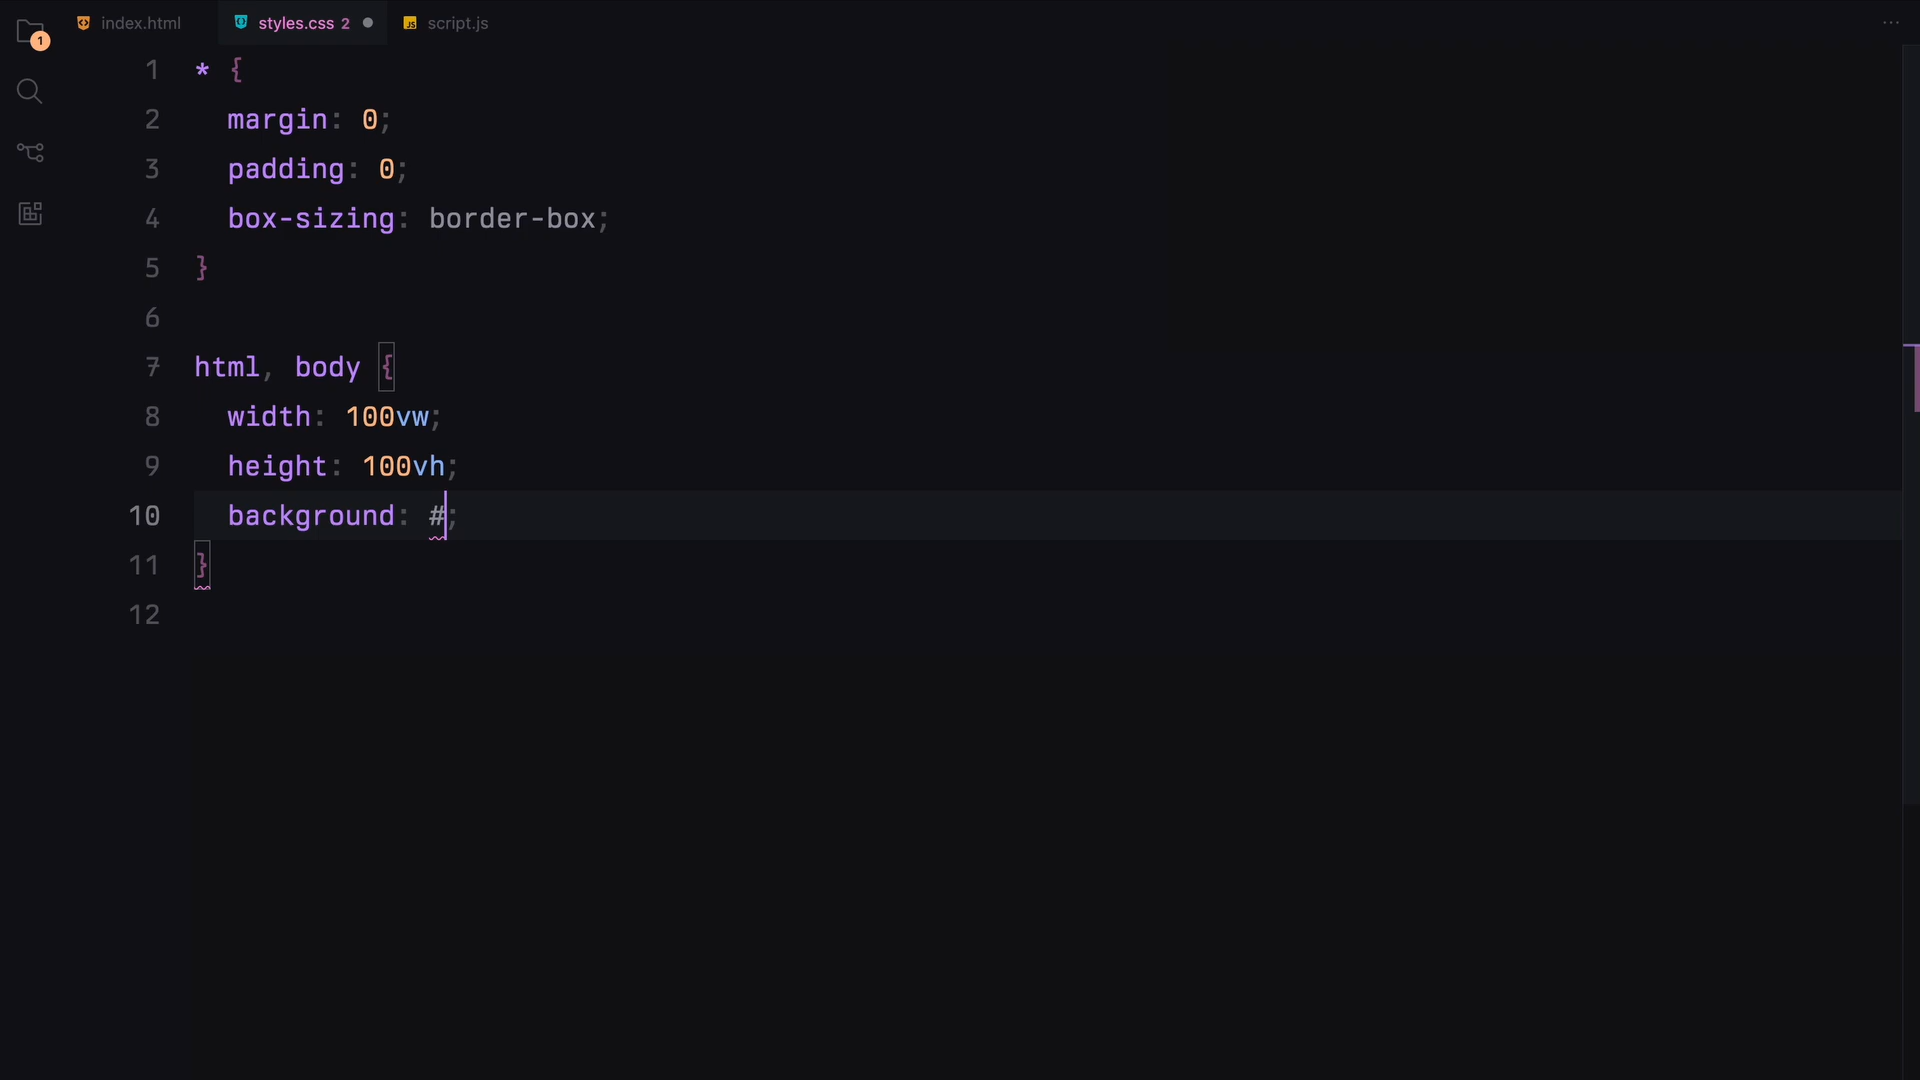 index.html styles.css 2 script.js ...
1
1 * {
2 margin: 0;
3 padding: 0;
4 box-sizing: border-box;
5 }
6
7 html, body {
8 width: 100vw;
9 height: 100vh;
10 background: #;
11 }
12